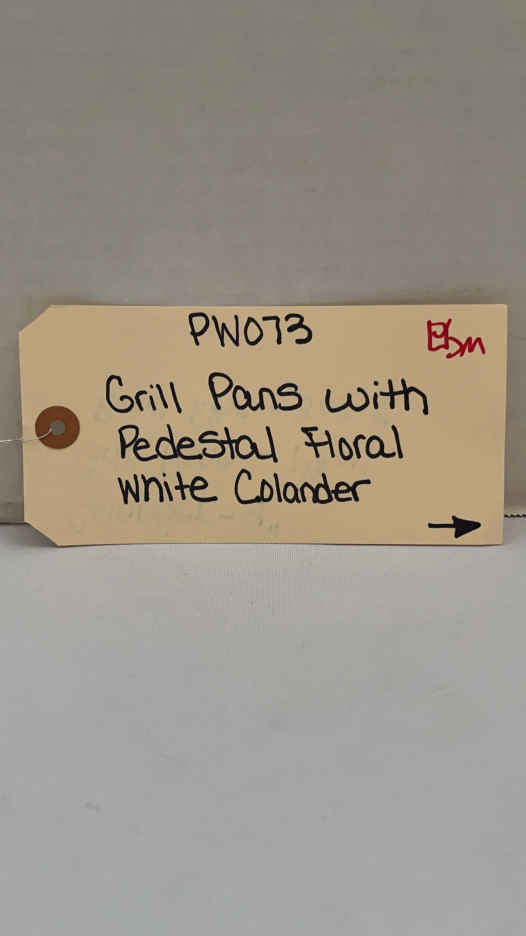 PW073
Grill Pans with
Pedestal Floral
White Colander